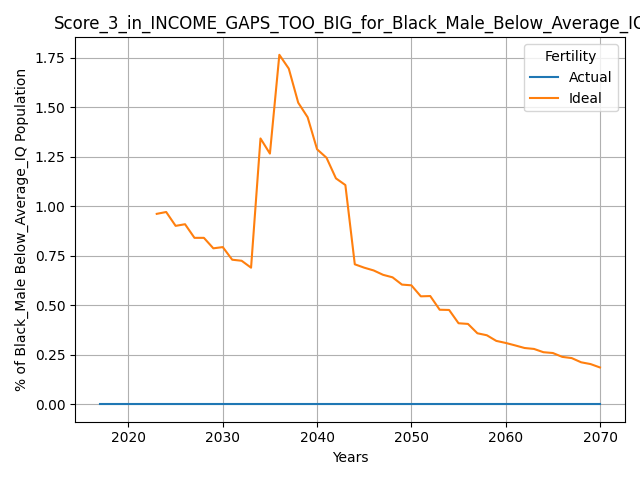 Score_3_in_INCOME_GAPS_TOO_BIG_for_Black_Male_Below_Average_IQ
% of Black_Male Below_Average_IQ Population
1.75
1.50
1.25
1.00
0.75
0.50
0.25
0.00
Fertility
Actual
Ideal
2020 2030 2040 2050 2060 2070
Years